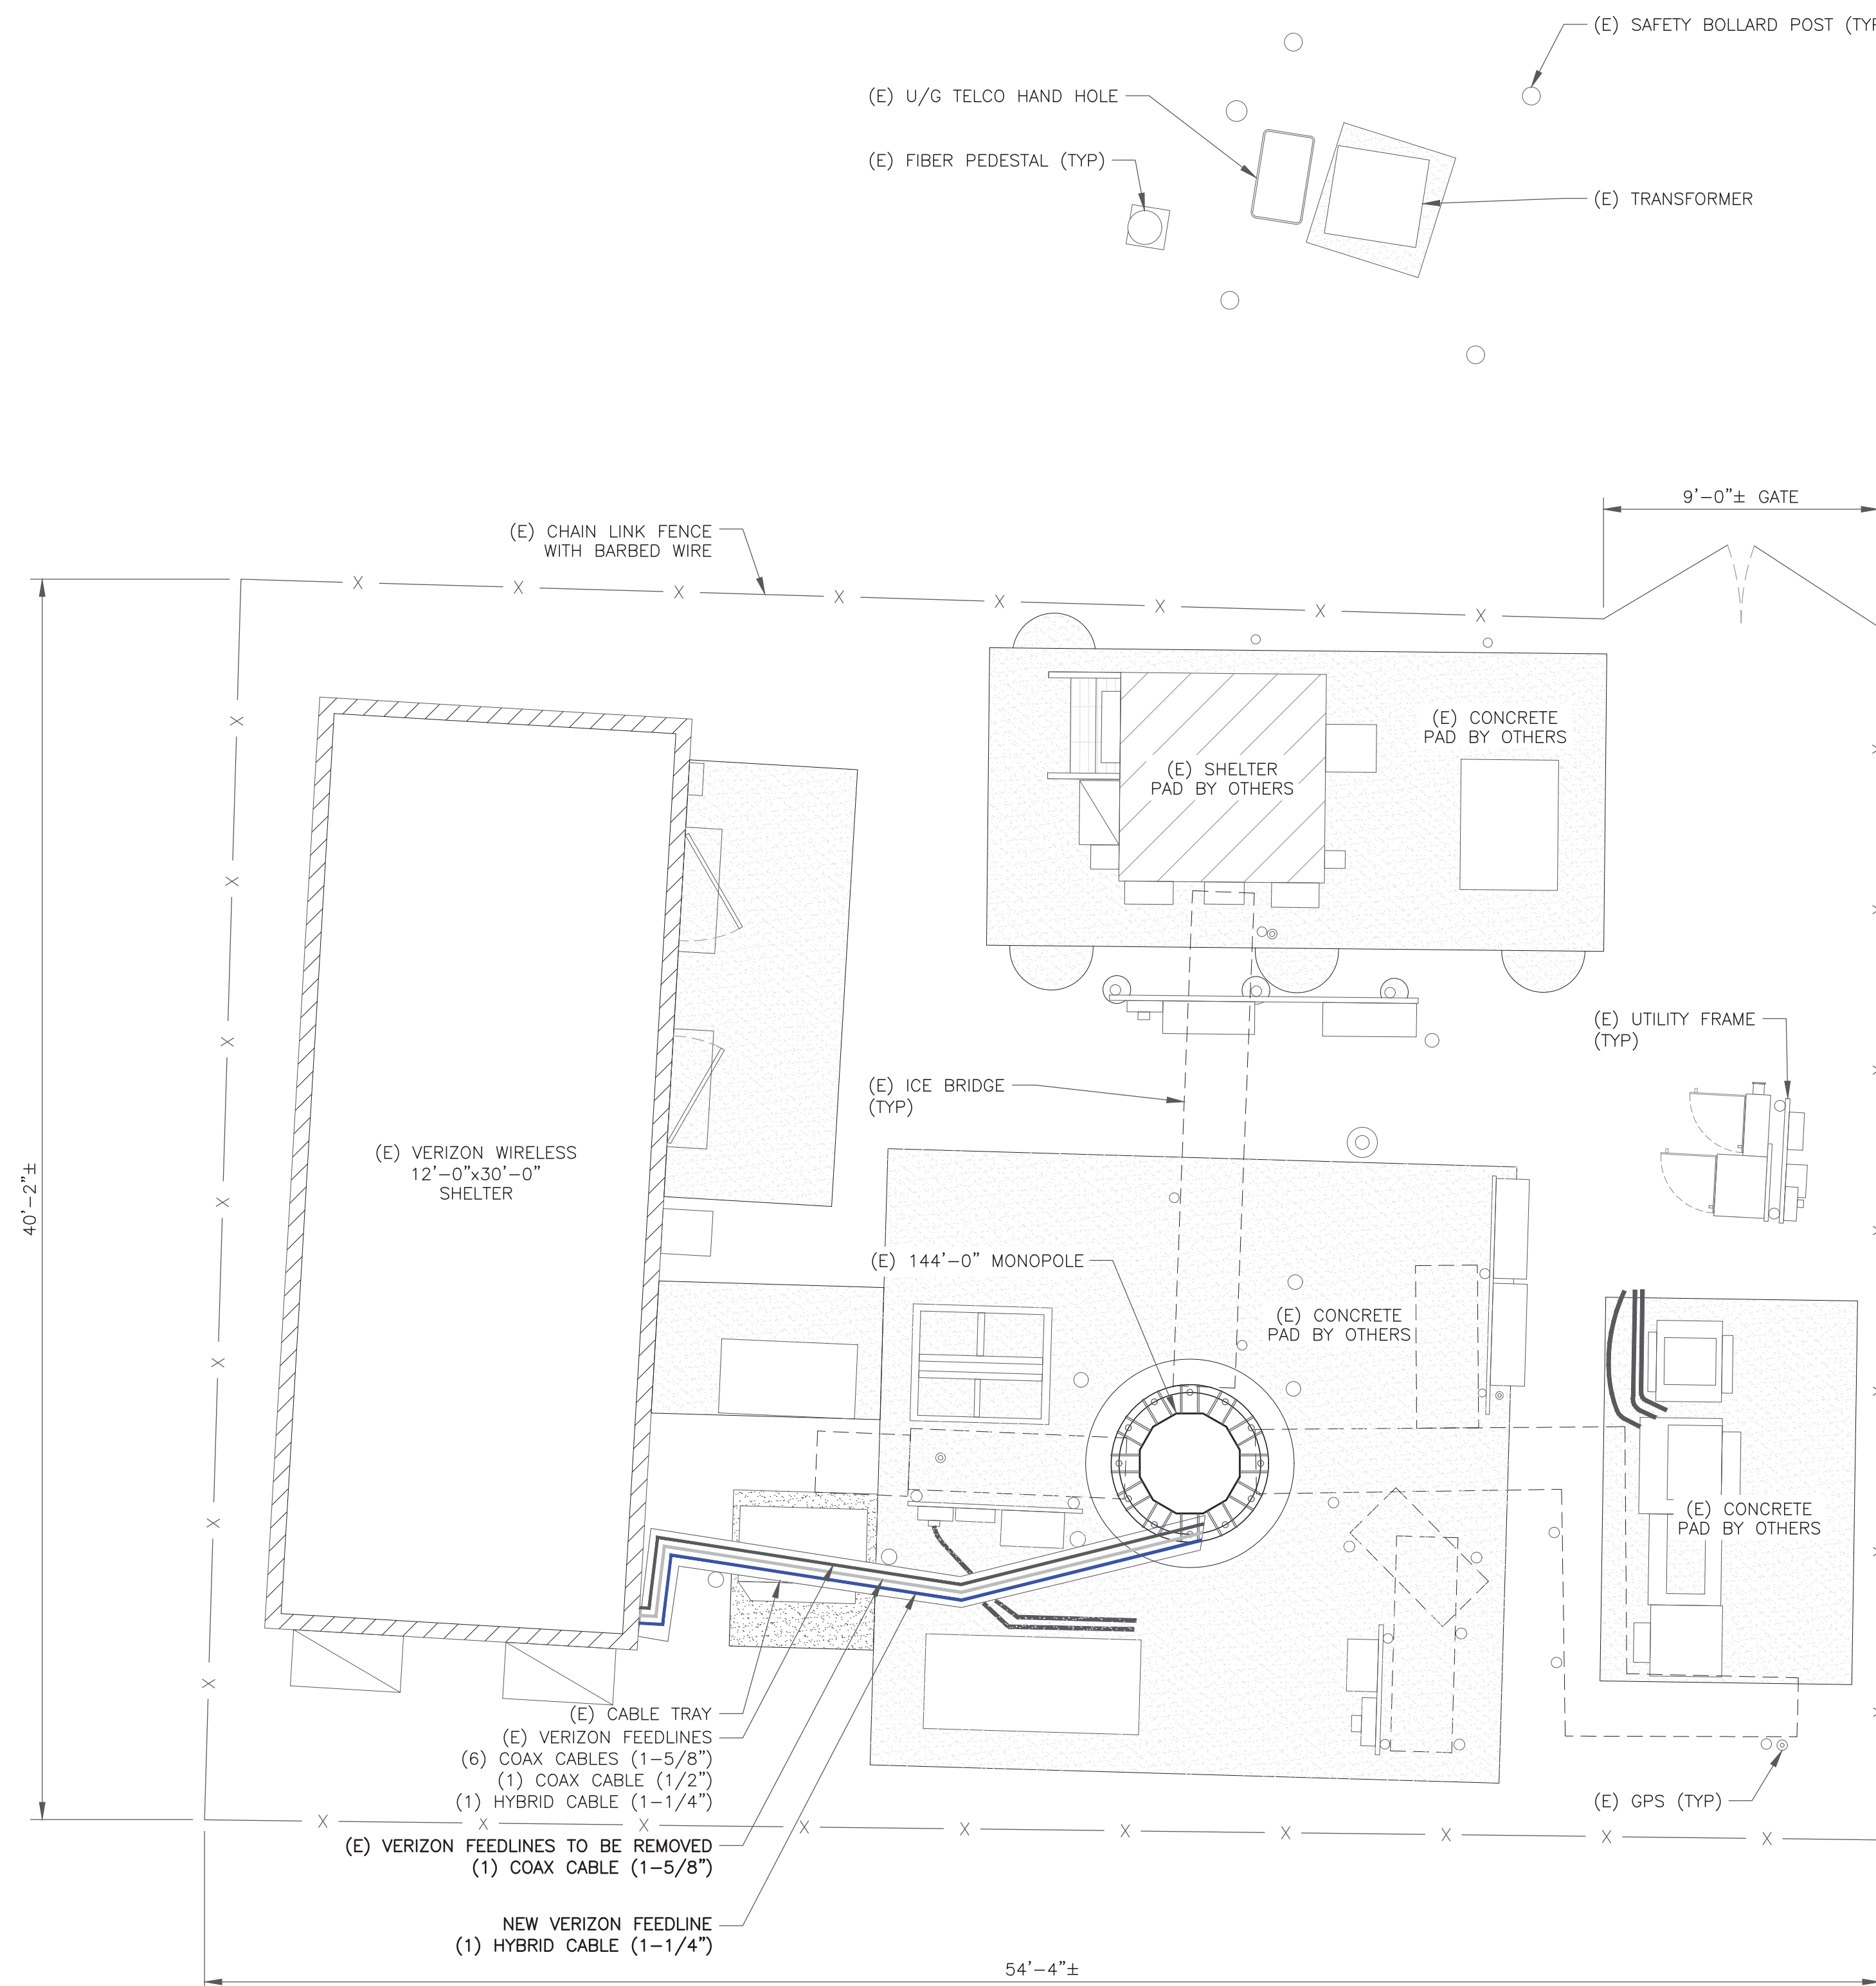 (E) SAFETY BOLLARD POST
(E) U/G TELCO HAND HOLE
(E) FIBER PEDESTAL (TYP)
(E) TRANSFORMER
9'-0"± GATE
(E) CHAIN LINK FENCE
WITH BARBED WIRE
(E) CONCRETE
PAD BY OTHERS
(E) SHELTER
PAD BY OTHERS
(E) UTILITY FRAME
(TYP)
(E) ICE BRIDGE
(TYP)
(E) VERIZON WIRELESS
12'-0"x30'-0"
SHELTER
40'-2"±
(E) 144'-0" MONOPOLE
(E) CONCRETE
PAD BY OTHERS
(E) CONCRETE
PAD BY OTHERS
(E) CABLE TRAY
(E) VERIZON FEEDLINES
(6) COAX CABLES (1-5/8")
(1) COAX CABLE (1/2")
(1) HYBRID CABLE (1-1/4")
(E) GPS (TYP)
(E) VERIZON FEEDLINES TO BE REMOVED
(1) COAX CABLE (1-5/8")
NEW VERIZON FEEDLINE
(1) HYBRID CABLE (1-1/4")
54'-4"±